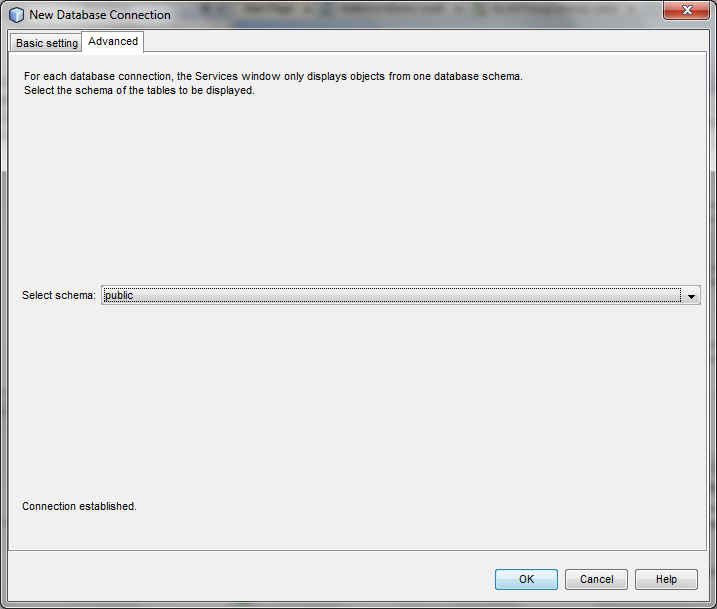 New Database Connection
Basic setting
Advanced
For each database connection, the Services window only displays objects from one database schema.
Select the schema of the tables to be displayed.
Select schema: public
Connection established.
OK Cancel Help